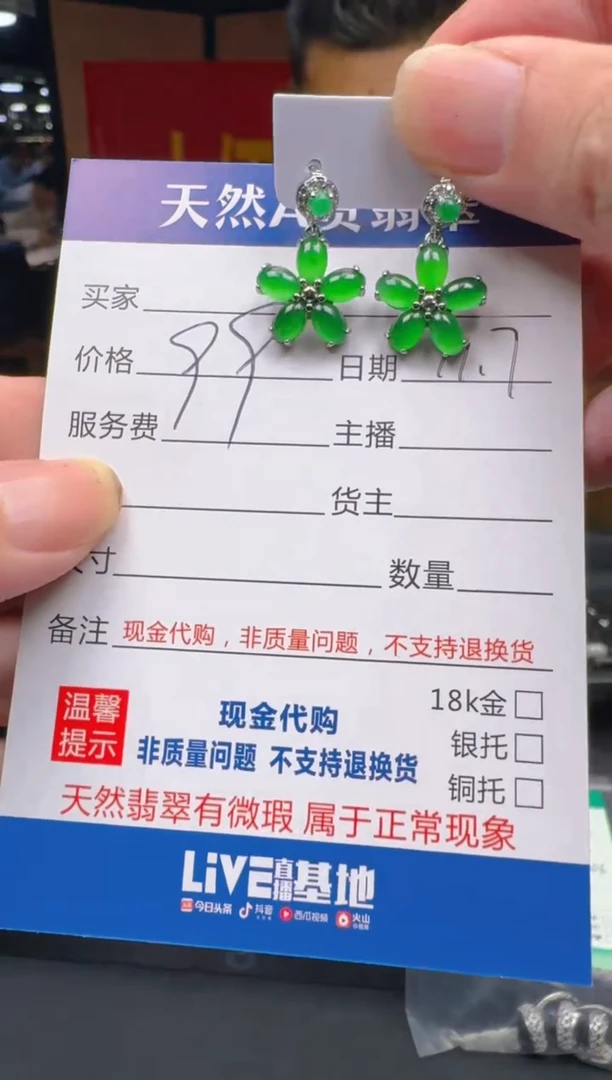 天然A货翡翠
买家
价格 99 日期 11.7
服务费 主播
货主
寸 数量
备注 现金代购，非质量问题，不支持退换货
18k金
银托
铜托
温馨
提示
现金代购
非质量问题 不支持退换货
天然翡翠有微瑕 属于正常现象
LiVE直播基地
今日头条 抖音 西瓜视频 火山